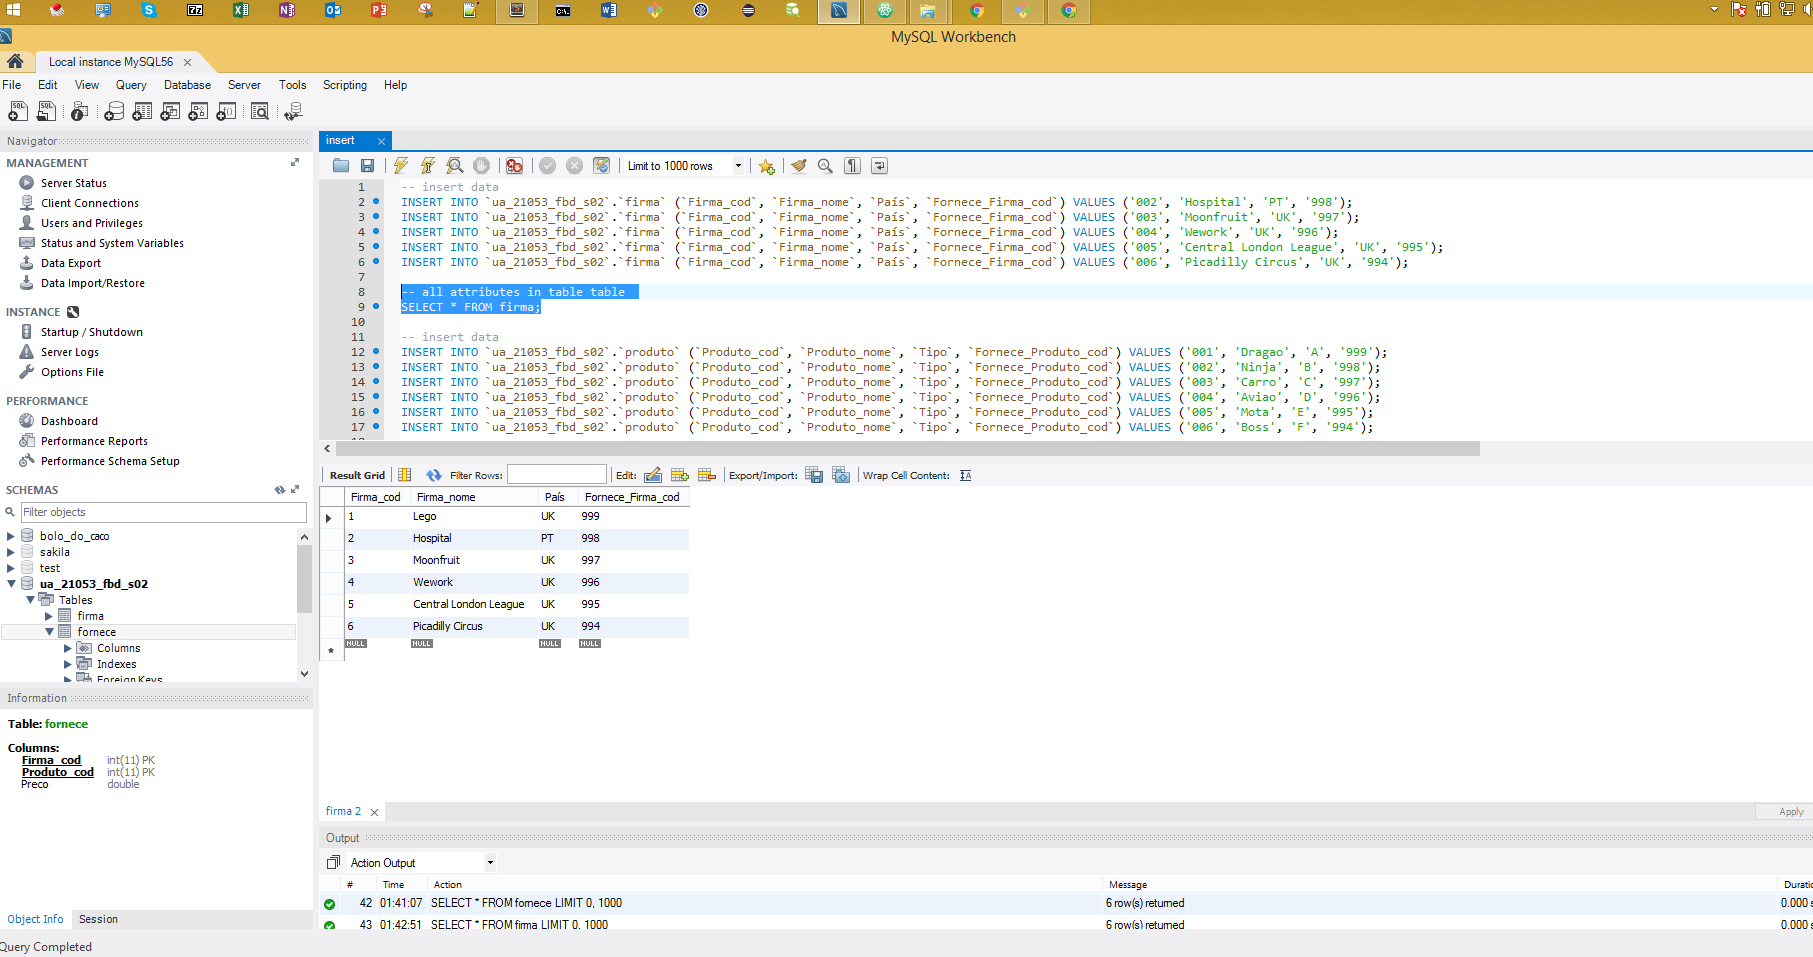 MySQL Workbench
Local instance MySQL56
File Edit View Query Database Server Tools Scripting Help
Navigator
MANAGEMENT
Server Status
Client Connections
Users and Privileges
Status and System Variables
Data Export
Data Import/Restore
INSTANCE
Startup / Shutdown
Server Logs
Options File
PERFORMANCE
Dashboard
Performance Reports
Performance Schema Setup
SCHEMAS
Filter objects
bolo_do_caco
sakila
test
ua_21053_fbd_s02
Tables
firma
fornece
Columns
Indexes
Foreign Keys
Information
Table: fornece
Columns:
Firma_cod int(11) PK
Produto_cod int(11) PK
Preco double
Object Info Session
Query Completed
insert
Limit to 1000 rows
1 -- insert data
2 INSERT INTO `ua_21053_fbd_s02`.`firma` (`Firma_cod`, `Firma_nome`, `País`, `Fornece_Firma_cod`) VALUES ('002', 'Hospital', 'PT', '998');
3 INSERT INTO `ua_21053_fbd_s02`.`firma` (`Firma_cod`, `Firma_nome`, `País`, `Fornece_Firma_cod`) VALUES ('003', 'Moonfruit', 'UK', '997');
4 INSERT INTO `ua_21053_fbd_s02`.`firma` (`Firma_cod`, `Firma_nome`, `País`, `Fornece_Firma_cod`) VALUES ('004', 'Wework', 'UK', '996');
5 INSERT INTO `ua_21053_fbd_s02`.`firma` (`Firma_cod`, `Firma_nome`, `País`, `Fornece_Firma_cod`) VALUES ('005', 'Central London League', 'UK', '995');
6 INSERT INTO `ua_21053_fbd_s02`.`firma` (`Firma_cod`, `Firma_nome`, `País`, `Fornece_Firma_cod`) VALUES ('006', 'Picadilly Circus', 'UK', '994');
7
8 -- all attributes in table table
9 SELECT * FROM firma;
10
11 -- insert data
12 INSERT INTO `ua_21053_fbd_s02`.`produto` (`Produto_cod`, `Produto_nome`, `Tipo`, `Fornece_Produto_cod`) VALUES ('001', 'Dragao', 'A', '999');
13 INSERT INTO `ua_21053_fbd_s02`.`produto` (`Produto_cod`, `Produto_nome`, `Tipo`, `Fornece_Produto_cod`) VALUES ('002', 'Ninja', 'B', '998');
14 INSERT INTO `ua_21053_fbd_s02`.`produto` (`Produto_cod`, `Produto_nome`, `Tipo`, `Fornece_Produto_cod`) VALUES ('003', 'Carro', 'C', '997');
15 INSERT INTO `ua_21053_fbd_s02`.`produto` (`Produto_cod`, `Produto_nome`, `Tipo`, `Fornece_Produto_cod`) VALUES ('004', 'Aviao', 'D', '996');
16 INSERT INTO `ua_21053_fbd_s02`.`produto` (`Produto_cod`, `Produto_nome`, `Tipo`, `Fornece_Produto_cod`) VALUES ('005', 'Mota', 'E', '995');
17 INSERT INTO `ua_21053_fbd_s02`.`produto` (`Produto_cod`, `Produto_nome`, `Tipo`, `Fornece_Produto_cod`) VALUES ('006', 'Boss', 'F', '994');
Result Grid Filter Rows: Edit: Export/Import: Wrap Cell Content:
Firma_cod Firma_nome País Fornece_Firma_cod
1 Lego UK 999
2 Hospital PT 998
3 Moonfruit UK 997
4 Wework UK 996
5 Central London League UK 995
6 Picadilly Circus UK 994
NULL NULL NULL NULL
firma 2
Apply
Output
Action Output
# Time Action Message
42 01:41:07 SELECT * FROM fornece LIMIT 0, 1000 6 row(s) returned 0.000 s
43 01:42:51 SELECT * FROM firma LIMIT 0, 1000 6 row(s) returned 0.000 s